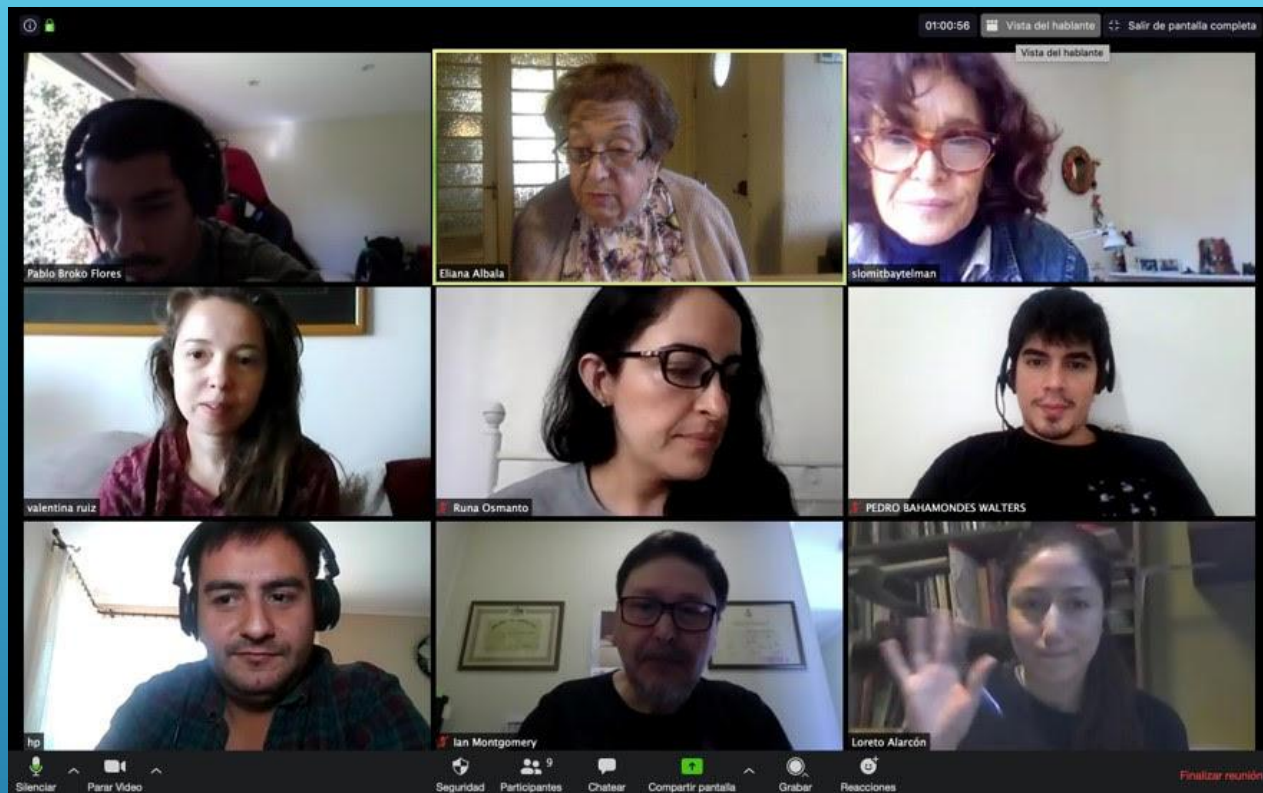 01:00:56
Vista del hablante
Salir de pantalla completa
Vista del hablante
Pablo Broko Flores
Eliana Albala
slomitbaytelman
valentina ruiz
Runa Osmanto
PEDRO BAHAMONDES WALTERS
hp
Ian Montgomery
Loreto Alarcón
9
Silenciar
Parar Video
Seguridad
Participantes
Chatear
Compartir pantalla
Grabar
Reacciones
Finalizar reunión